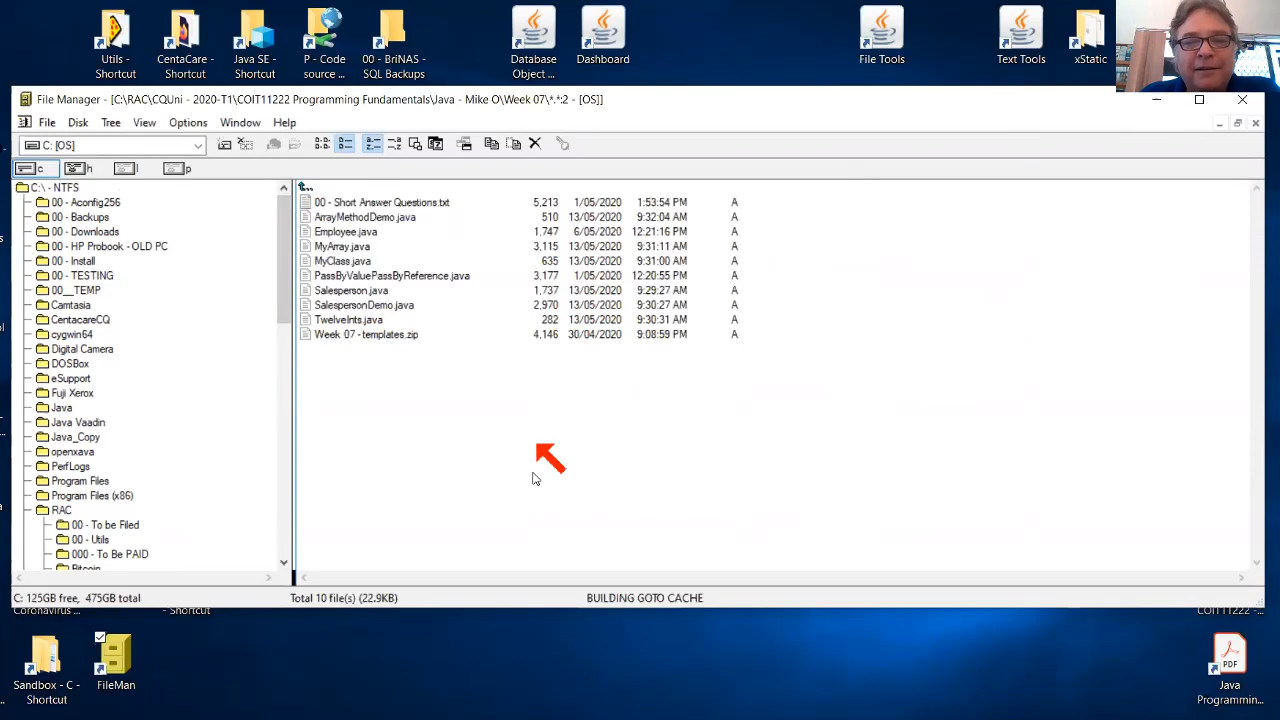 Utils -
Shortcut
CentaCare -
Shortcut
Java SE -
Shortcut
P - Code
source ...
00 - BriNAS -
SQL Backups
Database
Object ...
Dashboard
File Tools
Text Tools
xStatic
File Manager - [C:\RAC\CQUni - 2020-T1\COIT11222 Programming Fundamentals\Java - Mike O\Week 07\*.*:2 - [OS]]
File Disk Tree View Options Window Help
C: [OS]
c h l p
C:\ - NTFS
00 - Aconfig256
00 - Backups
00 - Downloads
00 - HP Probook - OLD PC
00 - Install
00 - TESTING
00__TEMP
Camtasia
CentacareCQ
cygwin64
Digital Camera
DOSBox
eSupport
Fuji Xerox
Java
Java Vaadin
Java_Copy
openxava
PerfLogs
Program Files
Program Files (x86)
RAC
00 - To be Filed
00 - Utils
000 - To Be PAID
Bitcoin
00 - Short Answer Questions.txt 5,213 1/05/2020 1:53:54 PM A
ArrayMethodDemo.java 510 13/05/2020 9:32:04 AM A
Employee.java 1,747 6/05/2020 12:21:16 PM A
MyArray.java 3,115 13/05/2020 9:31:11 AM A
MyClass.java 635 13/05/2020 9:31:00 AM A
PassByValuePassByReference.java 3,177 1/05/2020 12:20:55 PM A
Salesperson.java 1,737 13/05/2020 9:29:27 AM A
SalespersonDemo.java 2,970 13/05/2020 9:30:27 AM A
TwelveInts.java 282 13/05/2020 9:30:31 AM A
Week 07 - templates.zip 4,146 30/04/2020 9:08:59 PM A
C: 125GB free, 475GB total Total 10 file(s) (22.9KB) BUILDING GOTO CACHE
Coronavirus ...
- Shortcut
COIT11222 -...
Sandbox - C -
Shortcut
FileMan
PDF
Java
Programmin...